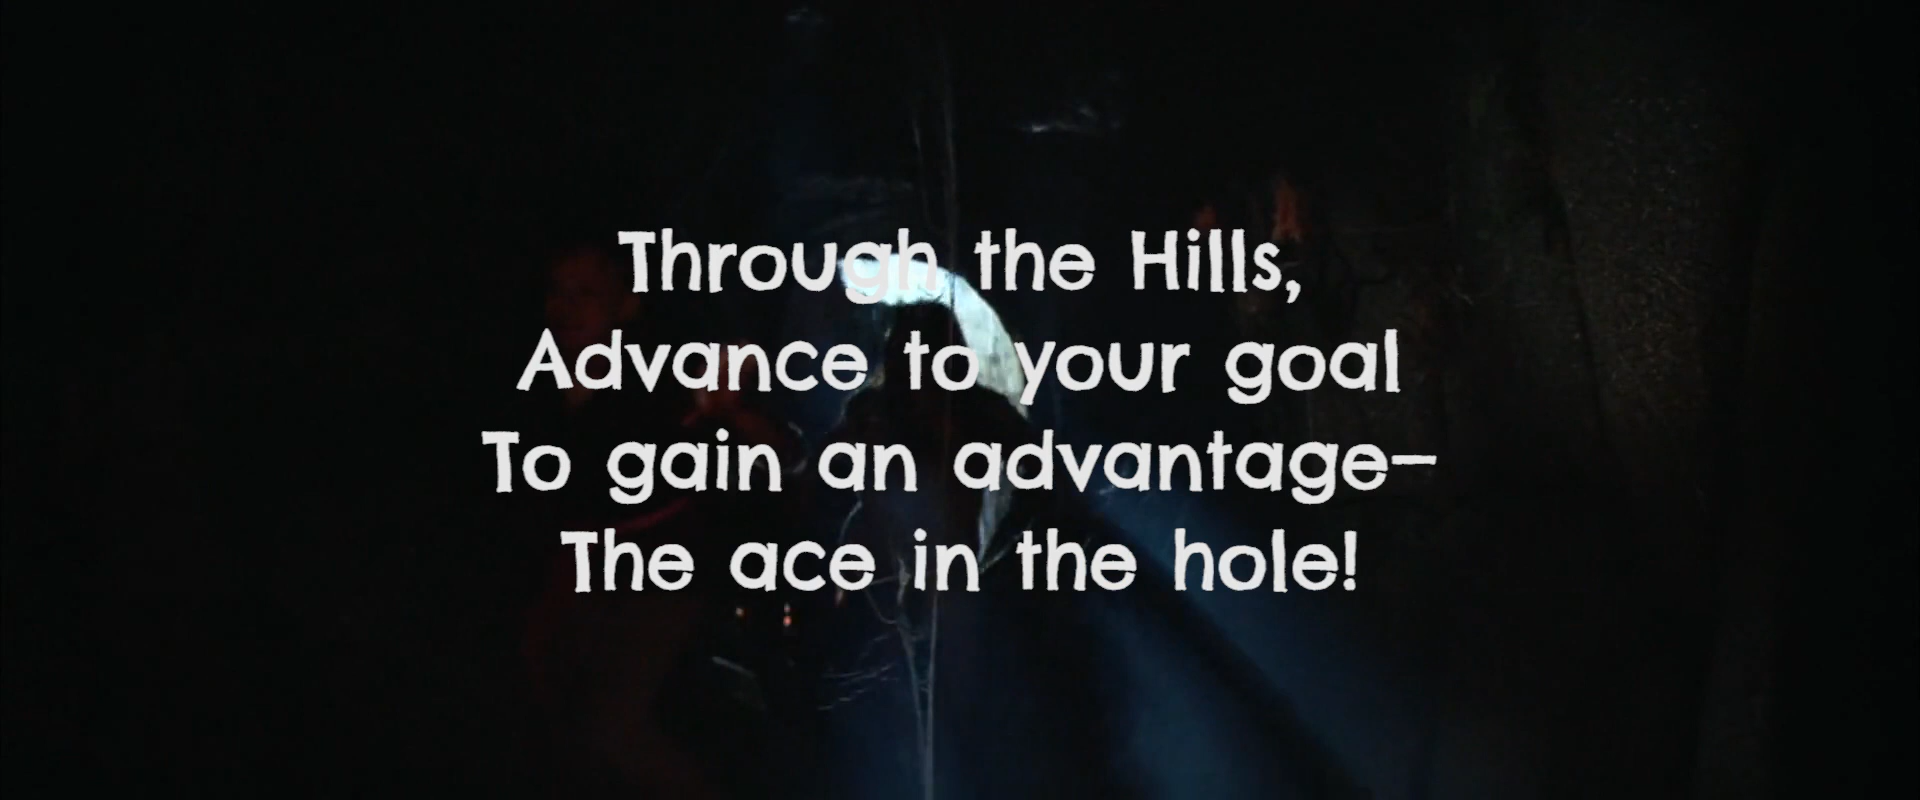 Through the Hills,
Advance to your goal
To gain an advantage—
The ace in the hole!